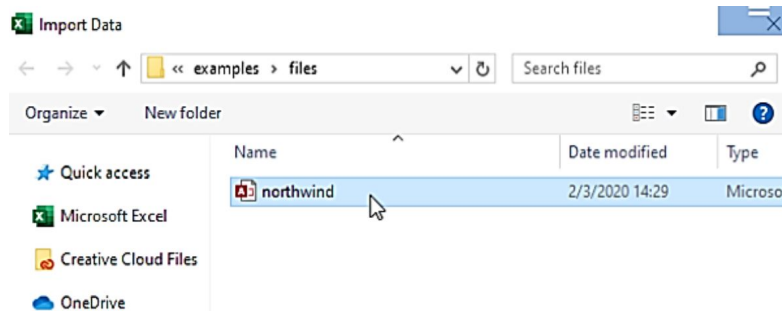 Import Data
« examples › files
Search files
Organize
New folder
Name
Date modified
Type
Quick access
northwind
2/3/2020 14:29
Microso
Microsoft Excel
Creative Cloud Files
OneDrive